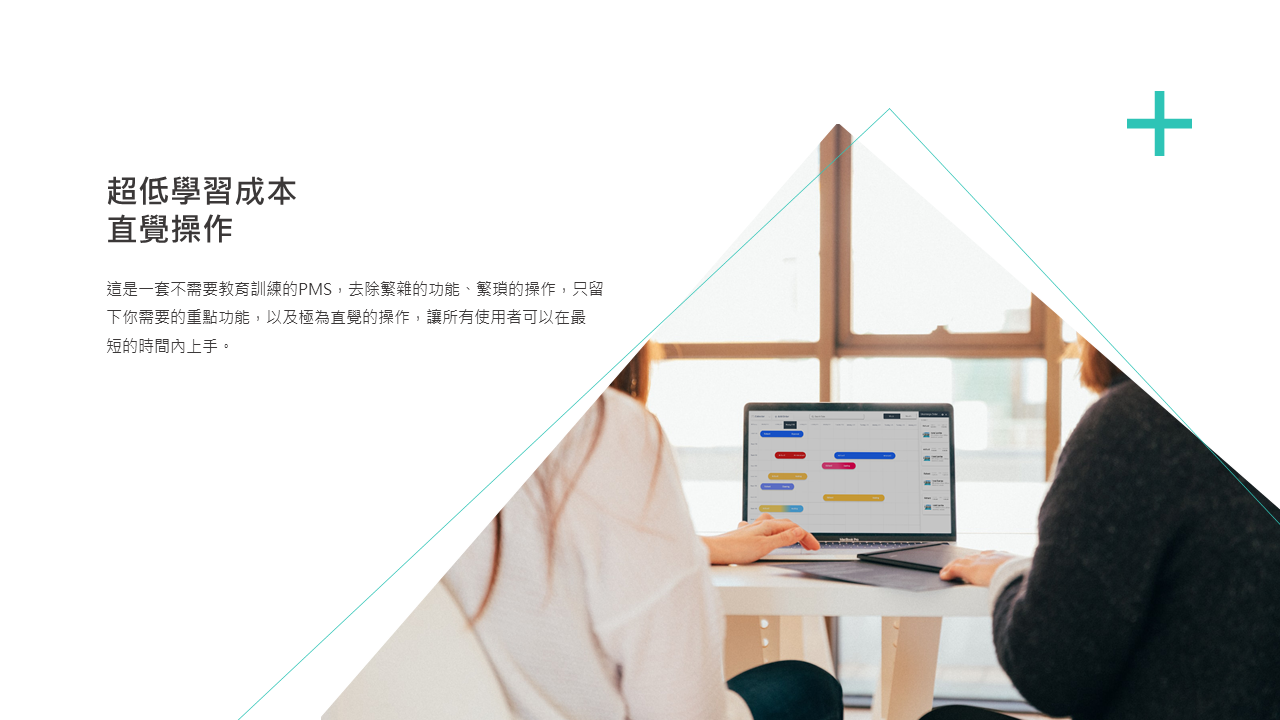 超低學習成本
直覺操作
這是一套不需要教育訓練的PMS，去除繁雜的功能、繁瑣的操作，只留
下你需要的重點功能，以及極為直覺的操作，讓所有使用者可以在最
短的時間內上手。
MacBook Pro